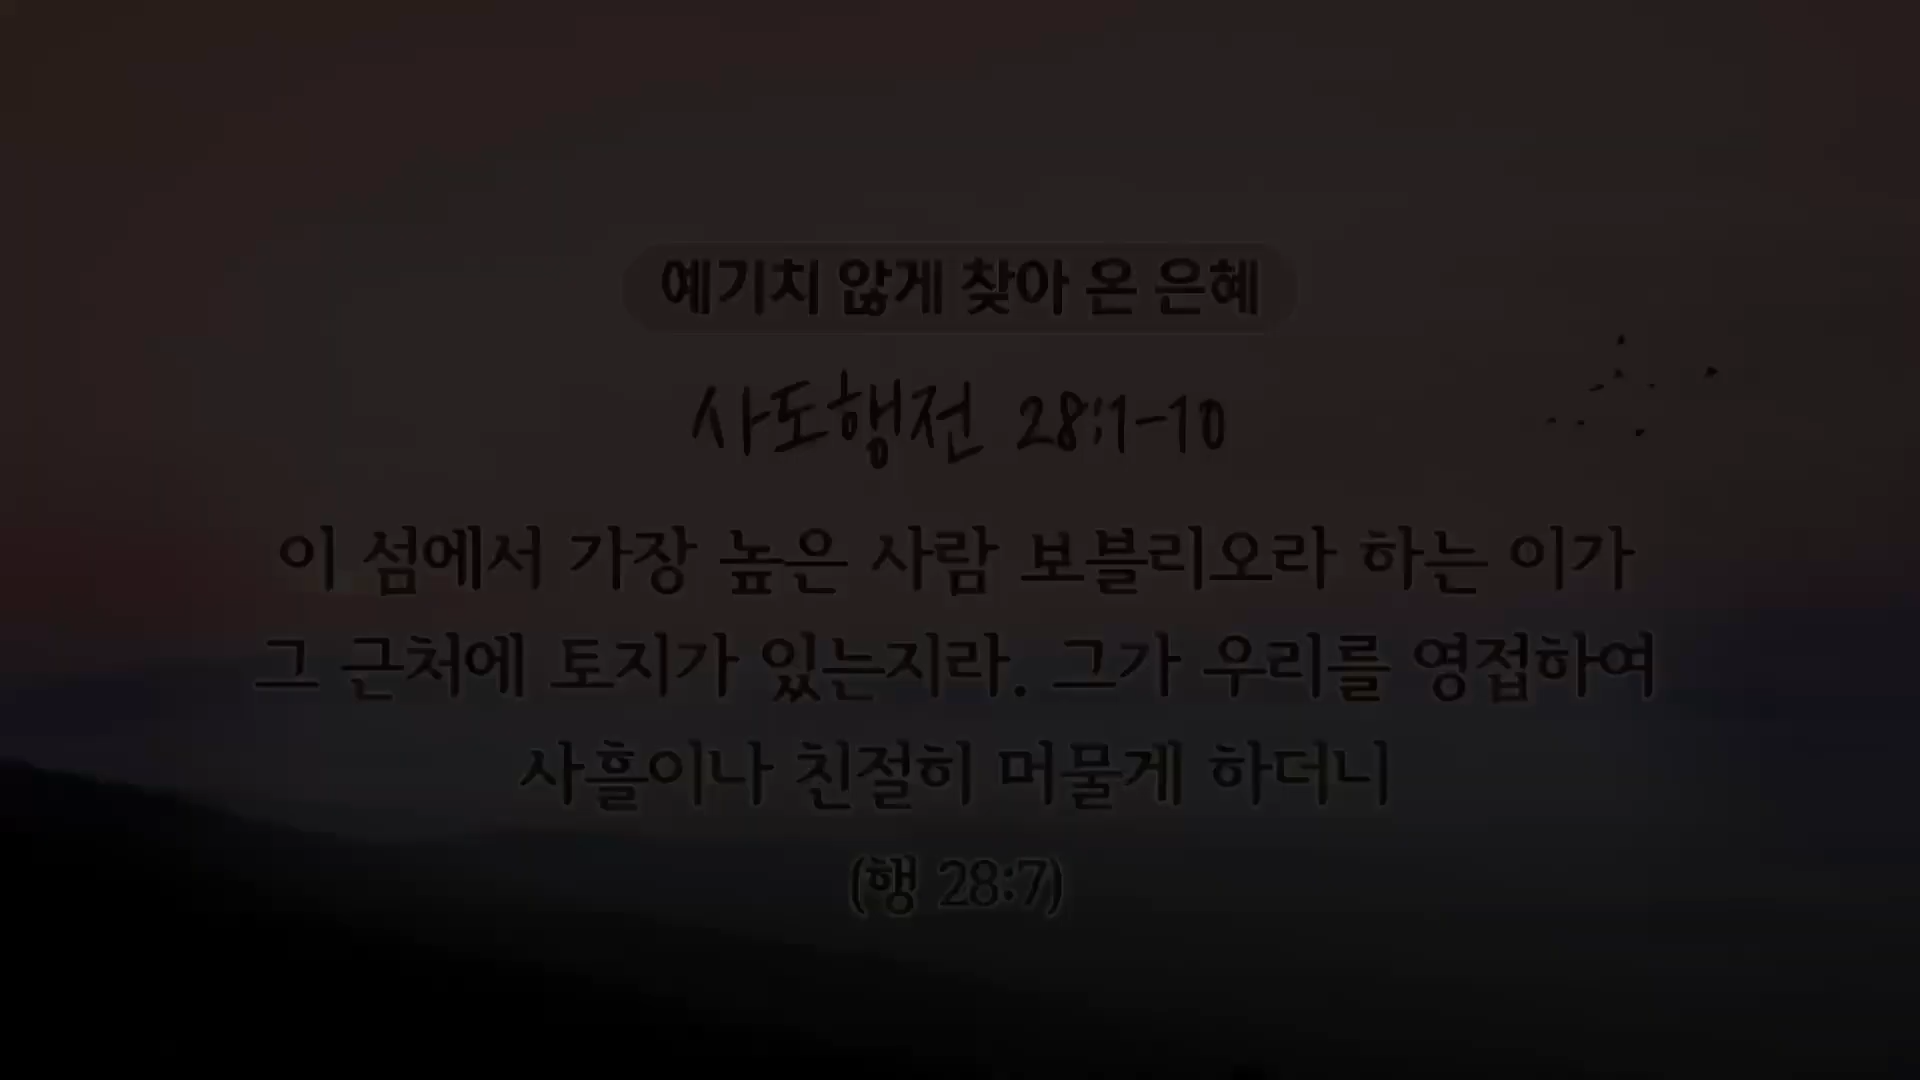 예기치 않게 찾아 온 은혜
사도행전 28:1-10
이 섬에서 가장 높은 사람 보블리오라 하는 이가
그 근처에 토지가 있는지라. 그가 우리를 영접하여
사흘이나 친절히 머물게 하더니
(행 28:7)